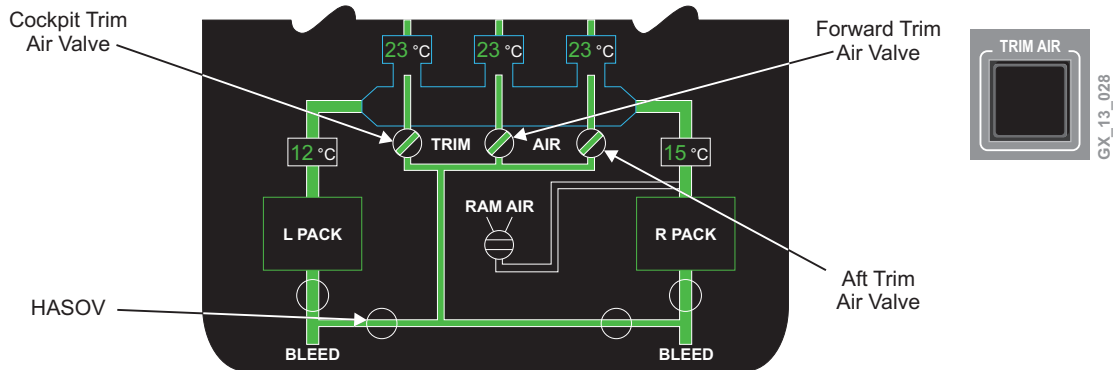 Cockpit Trim
Air Valve
Forward Trim
Air Valve
23 °C
23 °C
23 °C
TRIM AIR
GX_13_028
TRIM
AIR
12 °C
15 °C
RAM AIR
L PACK
R PACK
Aft Trim
Air Valve
HASOV
BLEED
BLEED